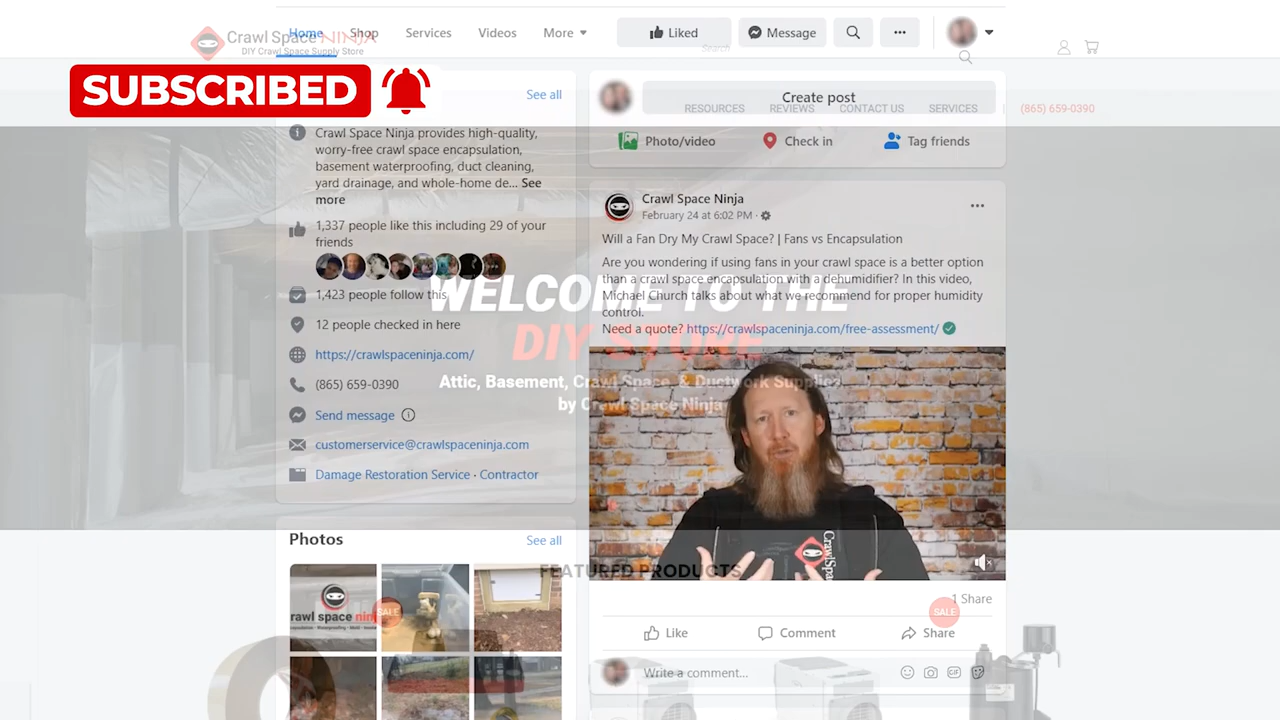 Home
Shop
Services
Videos
More
Liked
Message
Crawl Space NINJA
DIY Crawl Space Supply Store
Search
SUBSCRIBED
See all
Create post
RESOURCES
REVIEWS
CONTACT US
SERVICES
(865) 659-0390
Photo/video
Check in
Tag friends
Crawl Space Ninja provides high-quality,
worry-free crawl space encapsulation,
basement waterproofing, duct cleaning,
yard drainage, and whole-home de... See
more
1,337 people like this including 29 of your
friends
1,423 people follow this
12 people checked in here
https://crawlspaceninja.com/
(865) 659-0390
Send message
customerservice@crawlspaceninja.com
Damage Restoration Service · Contractor
Crawl Space Ninja
February 24 at 6:02 PM ·
Will a Fan Dry My Crawl Space? | Fans vs Encapsulation
Are you wondering if using fans in your crawl space is a better option
than a crawl space encapsulation with a dehumidifier? In this video,
Michael Church talks about what we recommend for proper humidity
control.
Need a quote? https://crawlspaceninja.com/free-assessment/
WELCOME TO THE
DIY STORE
Attic, Basement, Crawl Space, & Ductwork Supplies
by Crawl Space Ninja
Photos
See all
FEATURED PRODUCTS
rawl space nin
SALE
SALE
1 Share
Like
Comment
Share
Write a comment...
GIF